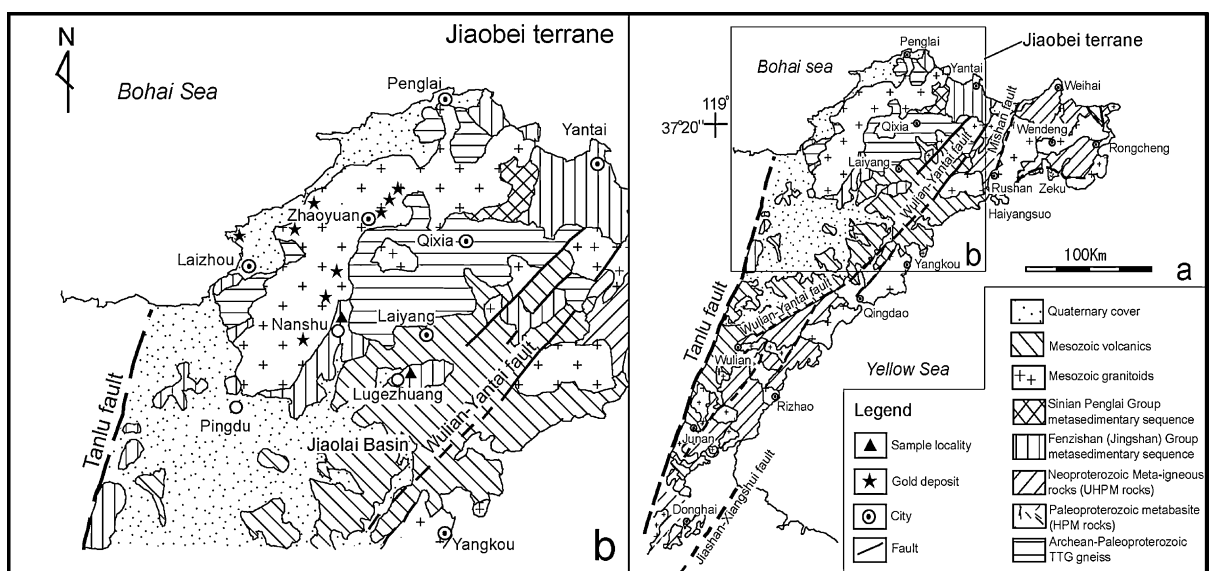 Jiaobei terrane
N
Bohai Sea
Penglai
Yantai
Zhaoyuan
Qixia
Laizhou
Nanshu
Laiyang
Lugezhuang
Pingdu
Jiaolai Basin
Wulian-Yantai fault
Tanlu fault
Yangkou
b
Penglai
Jiaobei terrane
Bohai sea
Yantai
Weihai
119°
37°20"
Qixia
Mishan fault
Wendeng
Rongcheng
Laiyang
Wulian-Yantai fault
Rushan
Zeku
Haiyangsuo
b
Yangkou
100Km
a
Wulian-Yantai fault
Qingdao
Tanlu fault
Wulian
Yellow Sea
Rizhao
Junan
Jiashan-Xiangshui fault
Donghai
Legend
Sample locality
Gold deposit
City
Fault
Quaternary cover
Mesozoic volcanics
Mesozoic granitoids
Sinian Penglai Group
metasedimentary sequence
Fenzishan (Jingshan) Group
metasedimentary sequence
Neoproterozoic Meta-igneous
rocks (UHPM rocks)
Paleoproterozoic metabasite
(HPM rocks)
Archean-Paleoproterozoic
TTG gneiss